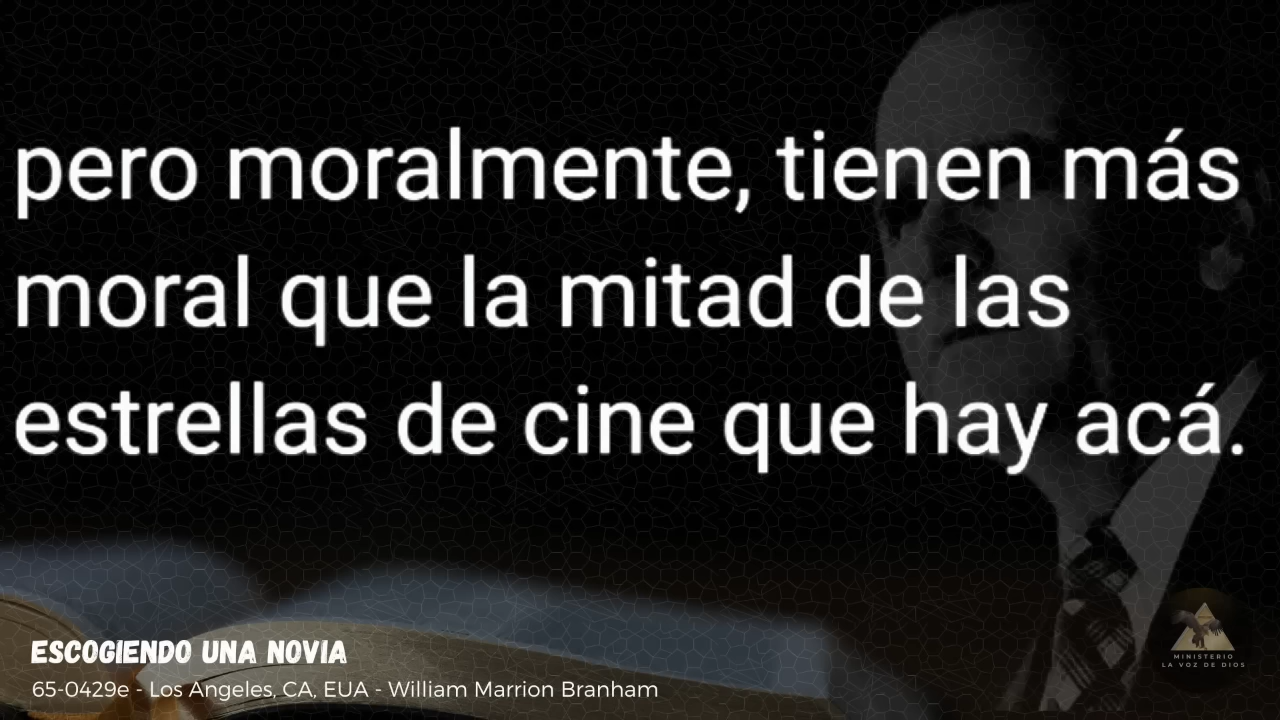 pero moralmente, tienen más
moral que la mitad de las
estrellas de cine que hay acá.
ESCOGIENDO UNA NOVIA
65-0429e - Los Angeles, CA, EUA - William Marrion Branham
MINISTERIO
LA VOZ DE DIOS